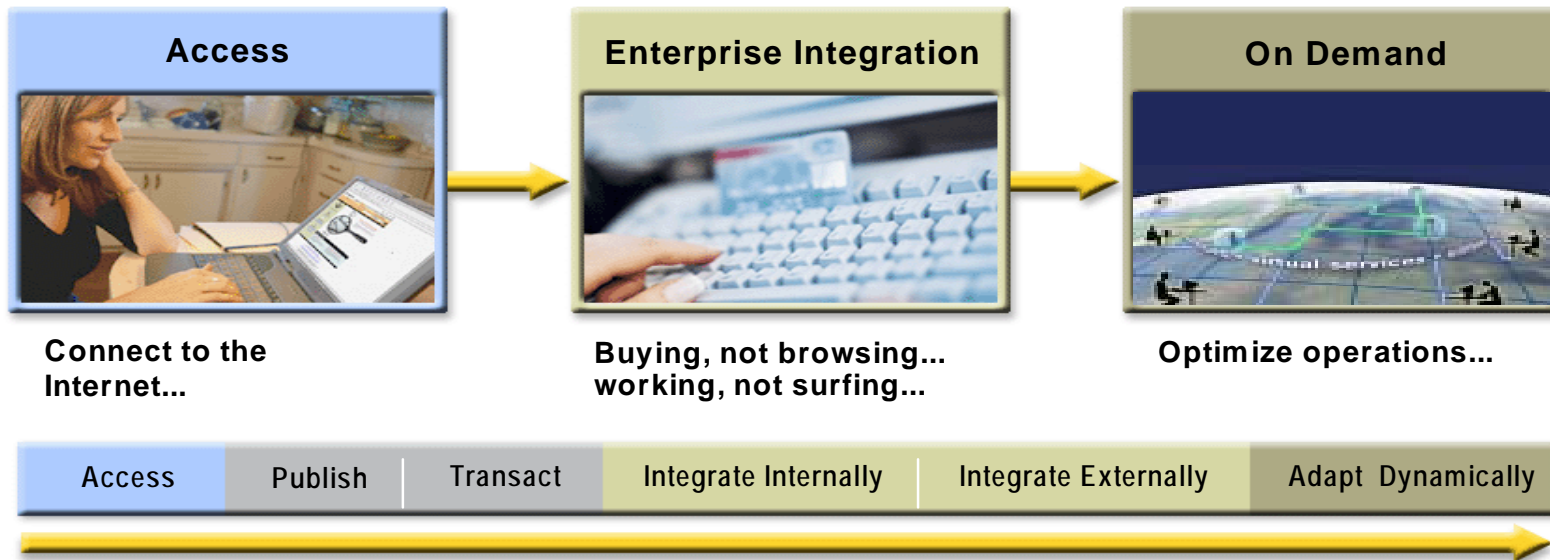 Access
Connect to the
Internet...
Enterprise Integration
Buying, not browsing...
working, not surfing...
On Demand
services
Optimize operations...
Access Publish Transact Integrate Internally Integrate Externally Adapt Dynamically